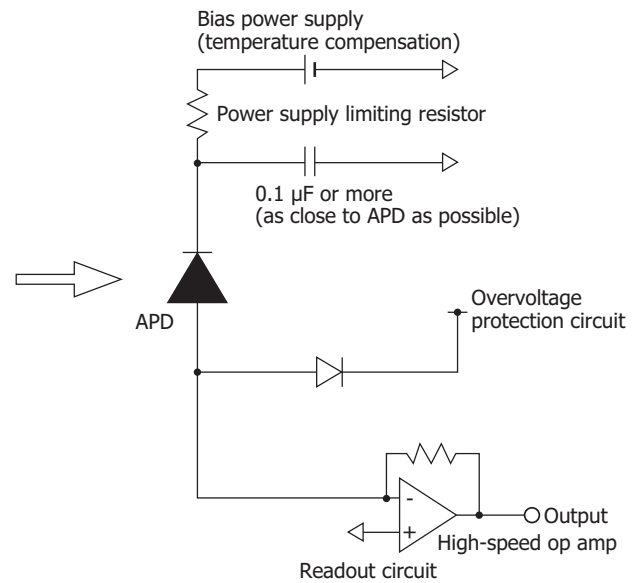 Bias power supply
(temperature compensation)
Power supply limiting resistor
0.1 µF or more
(as close to APD as possible)
APD
Overvoltage
protection circuit
-
+
Output
High-speed op amp
Readout circuit